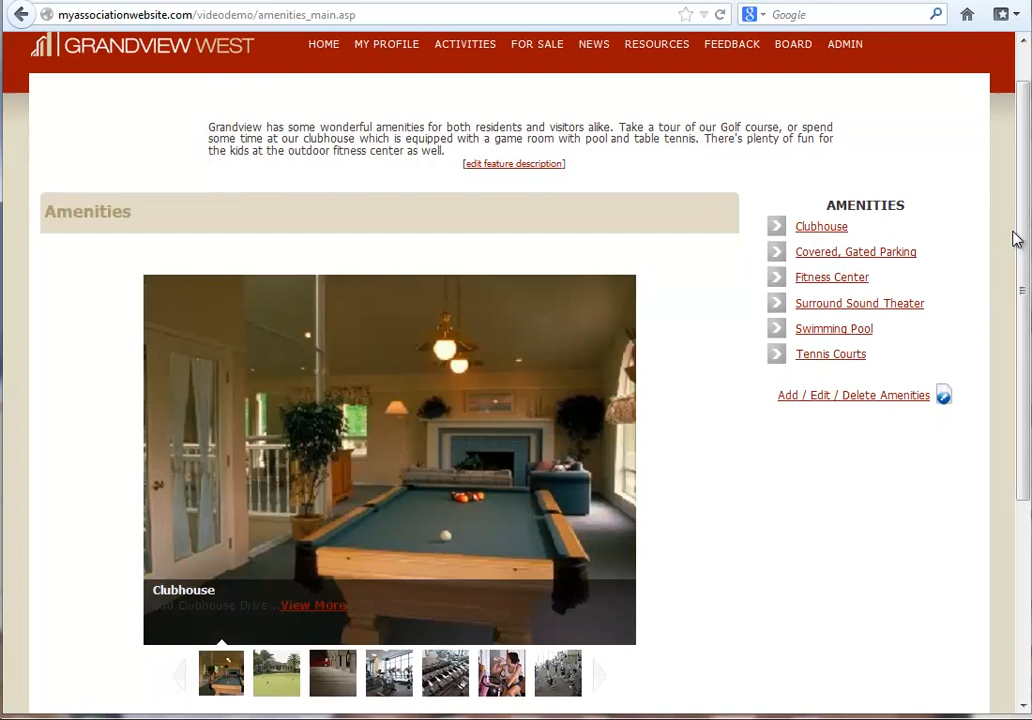 myassociationwebsite.com/videodemo/amenities_main.asp
Google
GRANDVIEW WEST
HOME MY PROFILE ACTIVITIES FOR SALE NEWS RESOURCES FEEDBACK BOARD ADMIN
Grandview has some wonderful amenities for both residents and visitors alike. Take a tour of our Golf course, or spend
some time at our clubhouse which is equipped with a game room with pool and table tennis. There's plenty of fun for
the kids at the outdoor fitness center as well.
[edit feature description]
Amenities
AMENITIES
Clubhouse
Covered, Gated Parking
Fitness Center
Surround Sound Theater
Swimming Pool
Tennis Courts
Add / Edit / Delete Amenities
Clubhouse
Clubhouse Drive ...View More